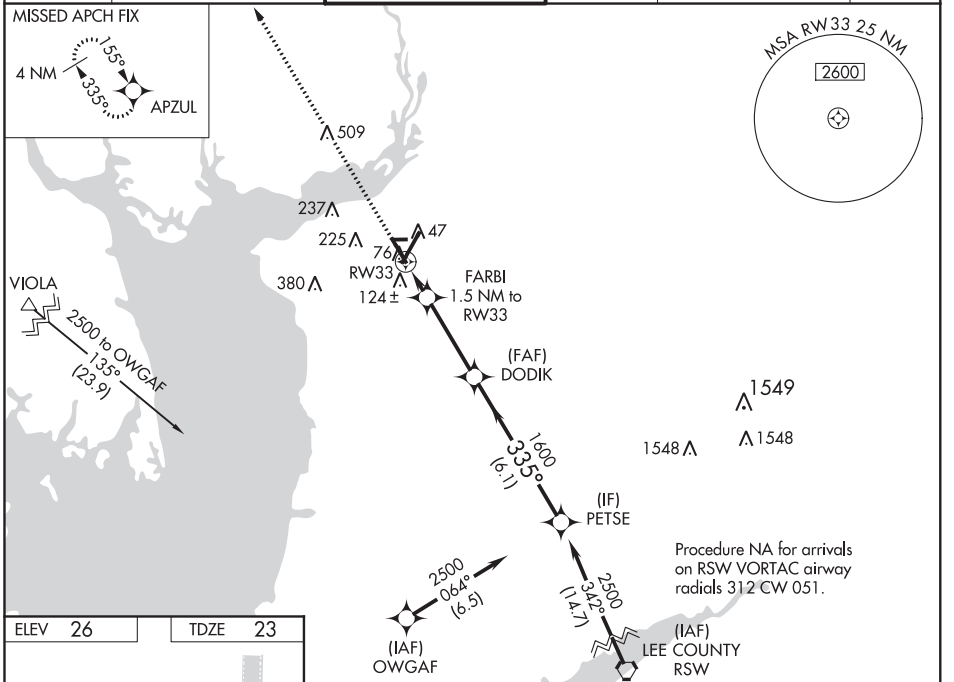 MISSED APCH FIX
4 NM
155°
335°
APZUL
MSA RW33 25 NM
2600
509
237
225
47
76
RW33
380
124±
FARBI
1.5 NM to
RW33
VIOLA
2500 to OWGAF
135°
(23.9)
(FAF)
DODIK
1549
1548
1548
1600
335°
(6.1)
(IF)
PETSE
Procedure NA for arrivals
on RSW VORTAC airway
radials 312 CW 051.
2500
064°
(6.5)
2500
342°
(14.7)
(IAF)
OWGAF
(IAF)
LEE COUNTY
RSW
ELEV 26
TDZE 23